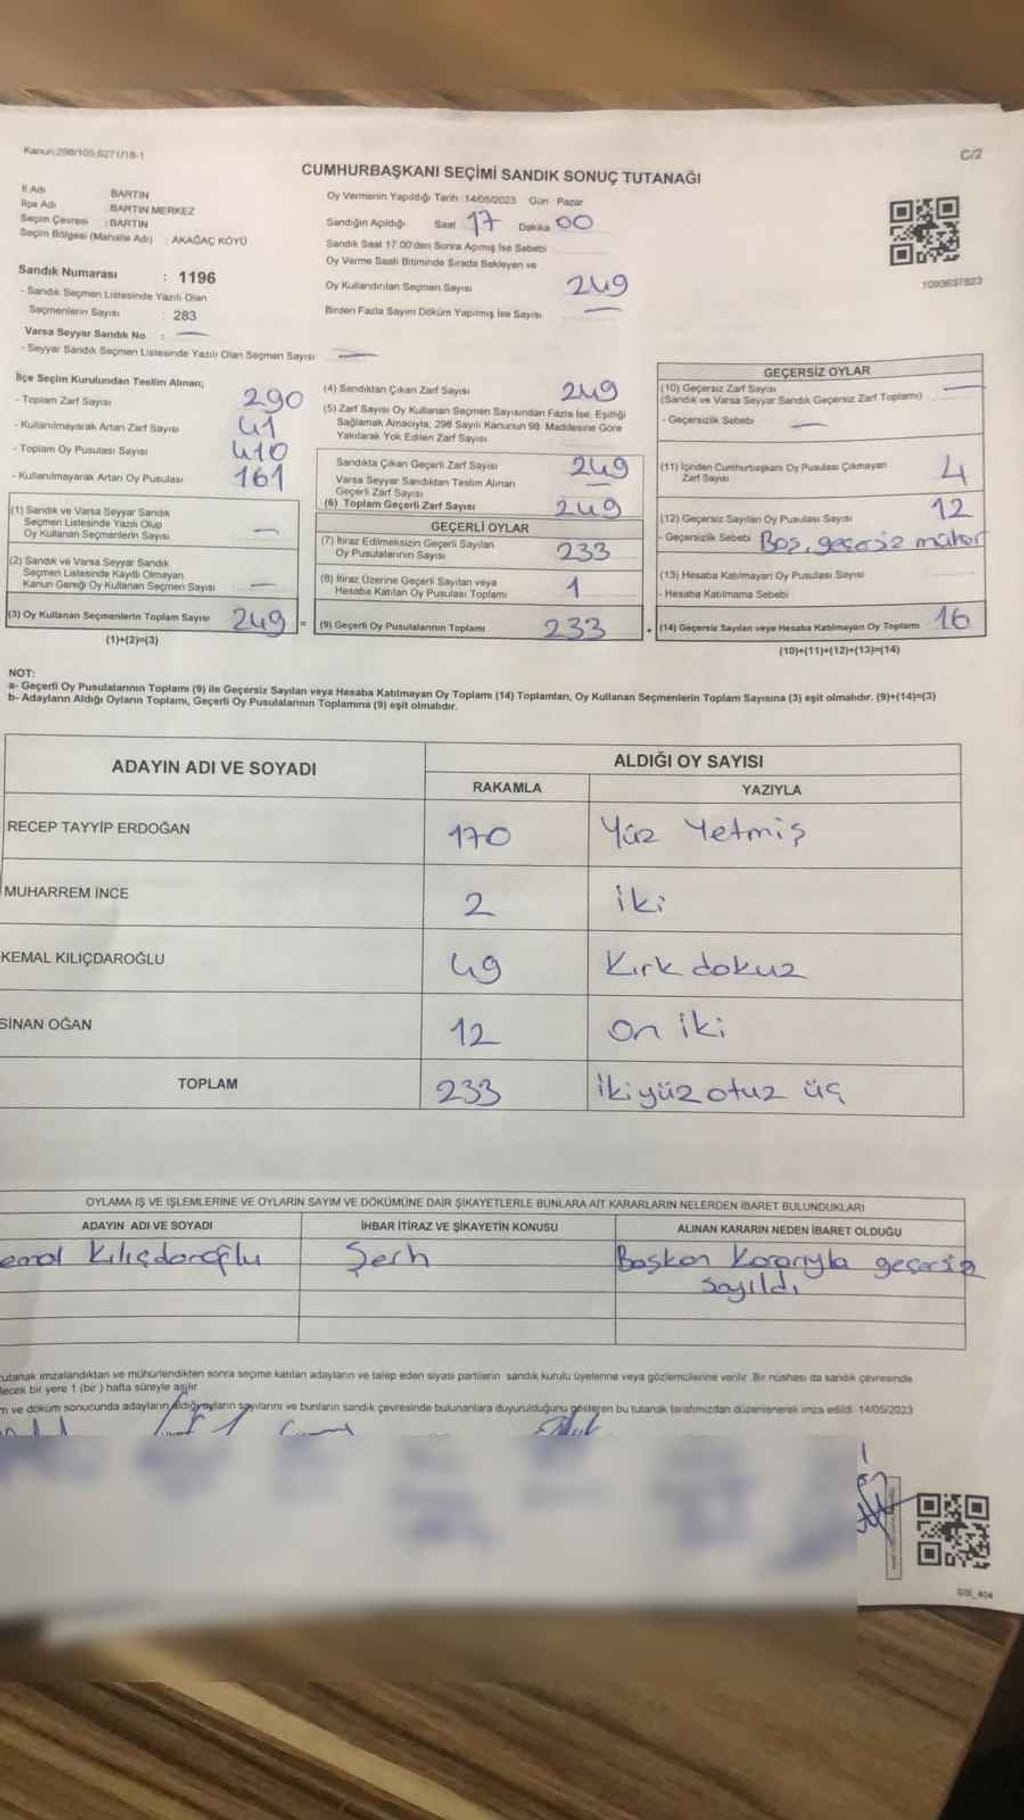 Kanun:298/105,6271/18-1
C/2
CUMHURBAŞKANI SEÇİMİ SANDIK SONUÇ TUTANAĞI
İl Adı BARTIN
İlçe Adı BARTIN MERKEZ
Seçim Çevresi : BARTIN
Seçim Bölgesi (Mahalle Adı) : AKAĞAÇ KÖYÜ
Sandık Numarası : 1196
- Sandık Seçmen Listesinde Yazılı Olan
Seçmenlerin Sayısı : 283
Varsa Seyyar Sandık No : —
- Seyyar Sandık Seçmen Listesinde Yazılı Olan Seçmen Sayısı —
Oy Vermenin Yapıldığı Tarih :14/05/2023 Gün Pazar
Sandığın Açıldığı Saat 17 Dakika 00
Sandık Saat 17.00'den Sonra Açılmış İse Sebebi
Oy Verme Saati Bitiminde Sırada Bekleyen ve
Oy Kullandırılan Seçmen Sayısı 249
Birden Fazla Sayım Döküm Yapılmış İse Sayısı —
1093637823
İlçe Seçim Kurulundan Teslim Alınan;
- Toplam Zarf Sayısı 290
- Kullanılmayarak Artan Zarf Sayısı 41
- Toplam Oy Pusulası Sayısı 410
- Kullanılmayarak Artan Oy Pusulası 161
(1) Sandık ve Varsa Seyyar Sandık
Seçmen Listesinde Yazılı Olup
Oy Kullanan Seçmenlerin Sayısı —
(2) Sandık ve Varsa Seyyar Sandık
Seçmen Listesinde Kayıtlı Olmayan
Kanun Gereği Oy Kullanan Seçmen Sayısı —
(3) Oy Kullanan Seçmenlerin Toplam Sayısı 249 =
(1)+(2)=(3)
(4) Sandıktan Çıkan Zarf Sayısı 249
(5) Zarf Sayısı Oy Kullanan Seçmen Sayısından Fazla İse, Eşitliği
Sağlamak Amacıyla, 298 Sayılı Kanunun 98. Maddesine Göre
Yakılarak Yok Edilen Zarf Sayısı
Sandıkta Çıkan Geçerli Zarf Sayısı 249
Varsa Seyyar Sandıktan Teslim Alınan
Geçerli Zarf Sayısı —
(6) Toplam Geçerli Zarf Sayısı 249
GEÇERLİ OYLAR
(7) İtiraz Edilmeksizin Geçerli Sayılan
Oy Pusulalarının Sayısı 233
(8) İtiraz Üzerine Geçerli Sayılan veya
Hesaba Katılan Oy Pusulası Toplamı 1
(9) Geçerli Oy Pusulalarının Toplamı 233 +
GEÇERSİZ OYLAR
(10) Geçersiz Zarf Sayısı —
(Sandık ve Varsa Seyyar Sandık Geçersiz Zarf Toplamı)
- Geçersizlik Sebebi —
(11) İçinden Cumhurbaşkanı Oy Pusulası Çıkmayan
Zarf Sayısı 4
(12) Geçersiz Sayılan Oy Pusulası Sayısı 12
- Geçersizlik Sebebi Boş, geçersiz mühür
(13) Hesaba Katılmayan Oy Pusulası Sayısı
- Hesaba Katılmama Sebebi
(14) Geçersiz Sayılan veya Hesaba Katılmayan Oy Toplamı 16
(10)+(11)+(12)+(13)=(14)
NOT:
a- Geçerli Oy Pusulalarının Toplamı (9) ile Geçersiz Sayılan veya Hesaba Katılmayan Oy Toplamı (14) Toplamları, Oy Kullanan Seçmenlerin Toplam Sayısına (3) eşit olmalıdır. (9)+(14)=(3)
b- Adayların Aldığı Oyların Toplamı, Geçerli Oy Pusulalarının Toplamına (9) eşit olmalıdır.
ADAYIN ADI VE SOYADI
ALDIĞI OY SAYISI
RAKAMLA YAZIYLA
RECEP TAYYİP ERDOĞAN 170 Yüz Yetmiş
MUHARREM İNCE 2 iki
KEMAL KILIÇDAROĞLU 49 Kırk dokuz
SİNAN OĞAN 12 on iki
TOPLAM 233 ikiyüz otuz üç
OYLAMA İŞ VE İŞLEMLERİNE VE OYLARIN SAYIM VE DÖKÜMÜNE DAİR ŞİKAYETLERLE BUNLARA AİT KARARLARIN NELERDEN İBARET BULUNDUKLARI
ADAYIN ADI VE SOYADI İHBAR İTİRAZ VE ŞİKAYETİN KONUSU ALINAN KARARIN NEDEN İBARET OLDUĞU
emal Kılıçdaroğlu Şerh Başkan Kararıyla geçersiz
sayıldı
utanak imzalandıktan ve mühürlendikten sonra seçime katılan adayların ve talep eden siyasi partilerin sandık kurulu üyelerine veya gözlemcilerine verilir. Bir nüshası da sandık çevresinde
lecek bir yere 1 (bir) hafta süreyle asılır
m ve döküm sonucunda adayların aldığı oyların sayılarını ve bunların sandık çevresinde bulunanlara duyurulduğunu gösteren bu tutanak tarafımızdan düzenlenerek imza edildi. 14/05/2023